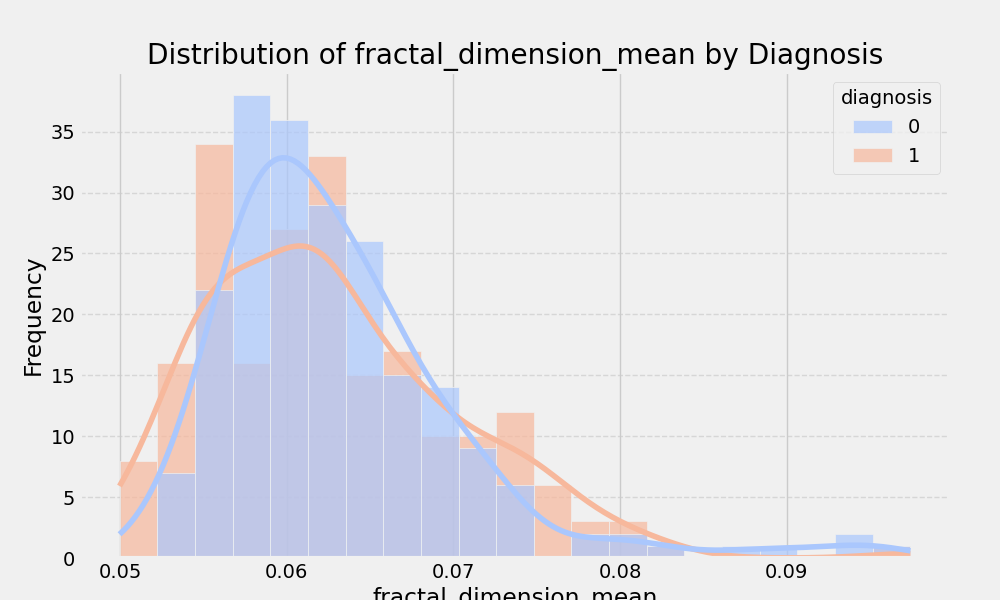 Distribution of fractal_dimension_mean by Diagnosis
diagnosis
0
1
Frequency
35
30
25
20
15
10
5
0
0.05 0.06 0.07 0.08 0.09
fractal_dimension_mean